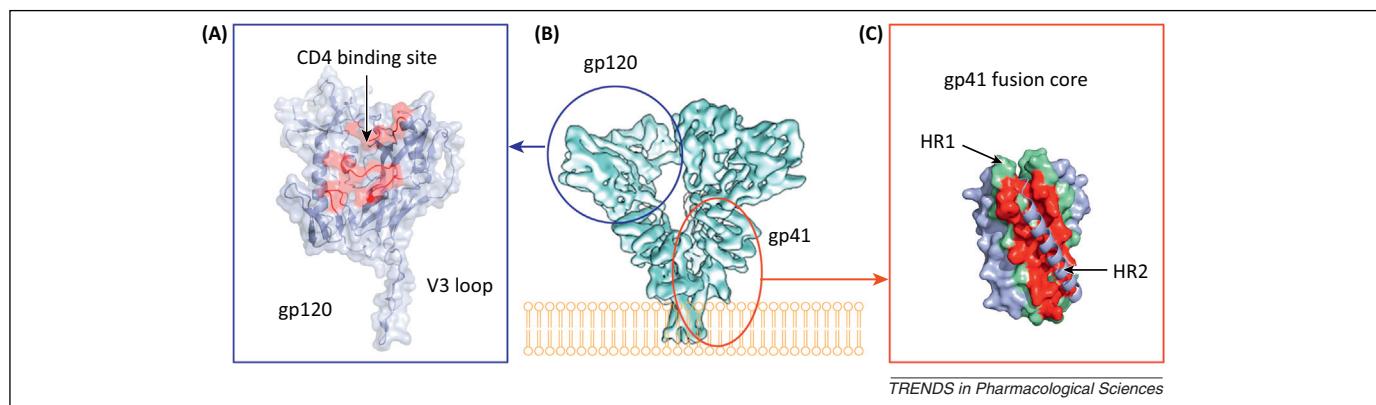 (A)
CD4 binding site
V3 loop
gp120
(B)
gp120
gp41
(C)
gp41 fusion core
HR1
HR2
TRENDS in Pharmacological Sciences